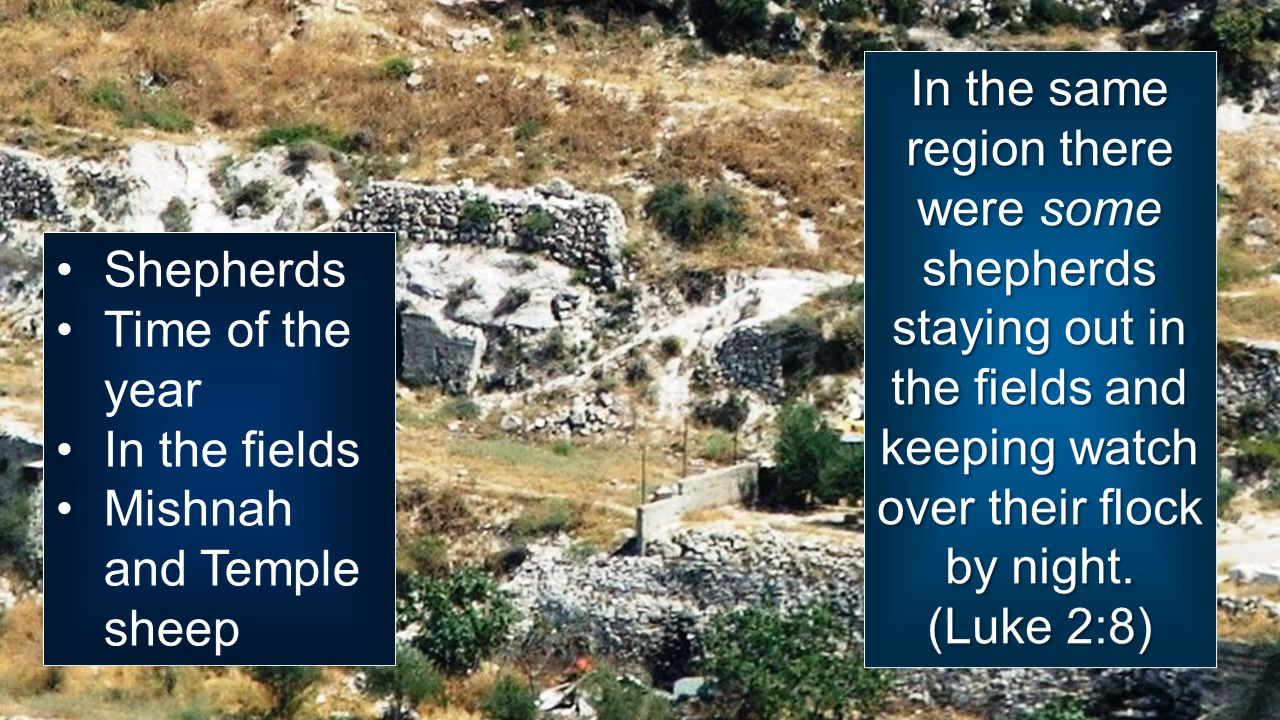 • Shepherds
• Time of the
year
• In the fields
• Mishnah
and Temple
sheep
In the same
region there
were some
shepherds
staying out in
the fields and
keeping watch
over their flock
by night.
(Luke 2:8)